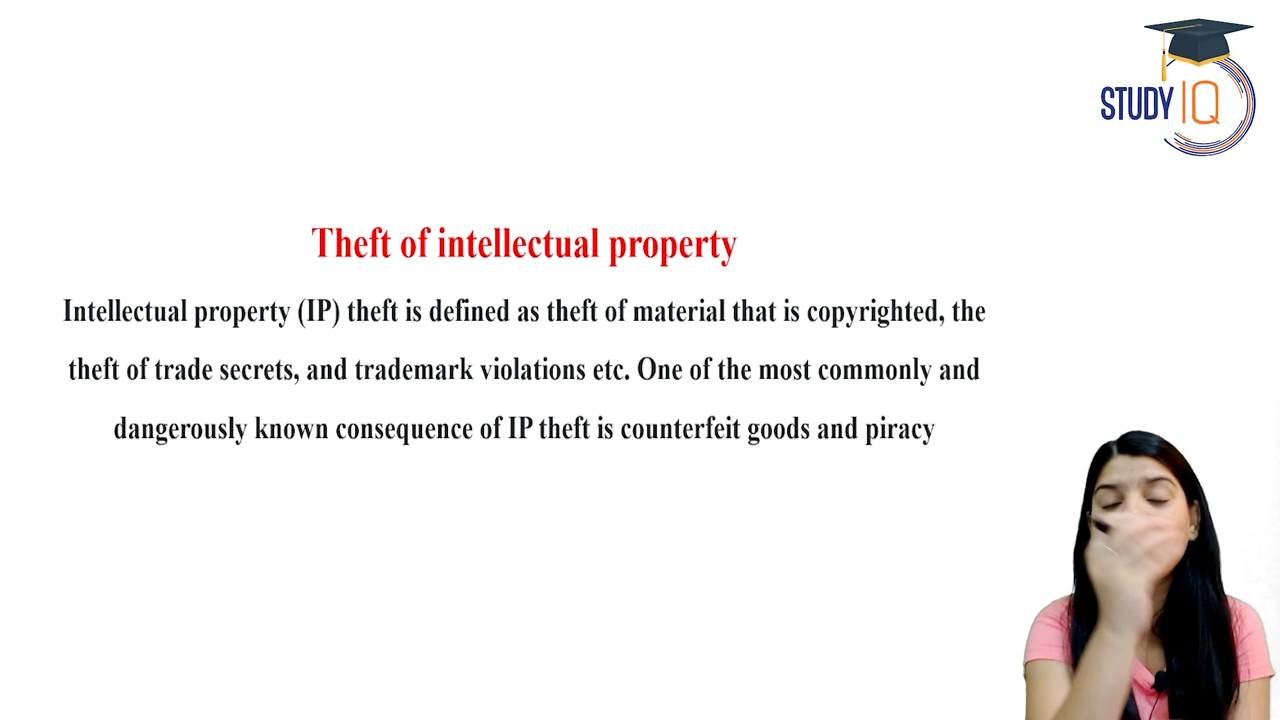 STUDY IQ
Theft of intellectual property
Intellectual property (IP) theft is defined as theft of material that is copyrighted, the
theft of trade secrets, and trademark violations etc. One of the most commonly and
dangerously known consequence of IP theft is counterfeit goods and piracy